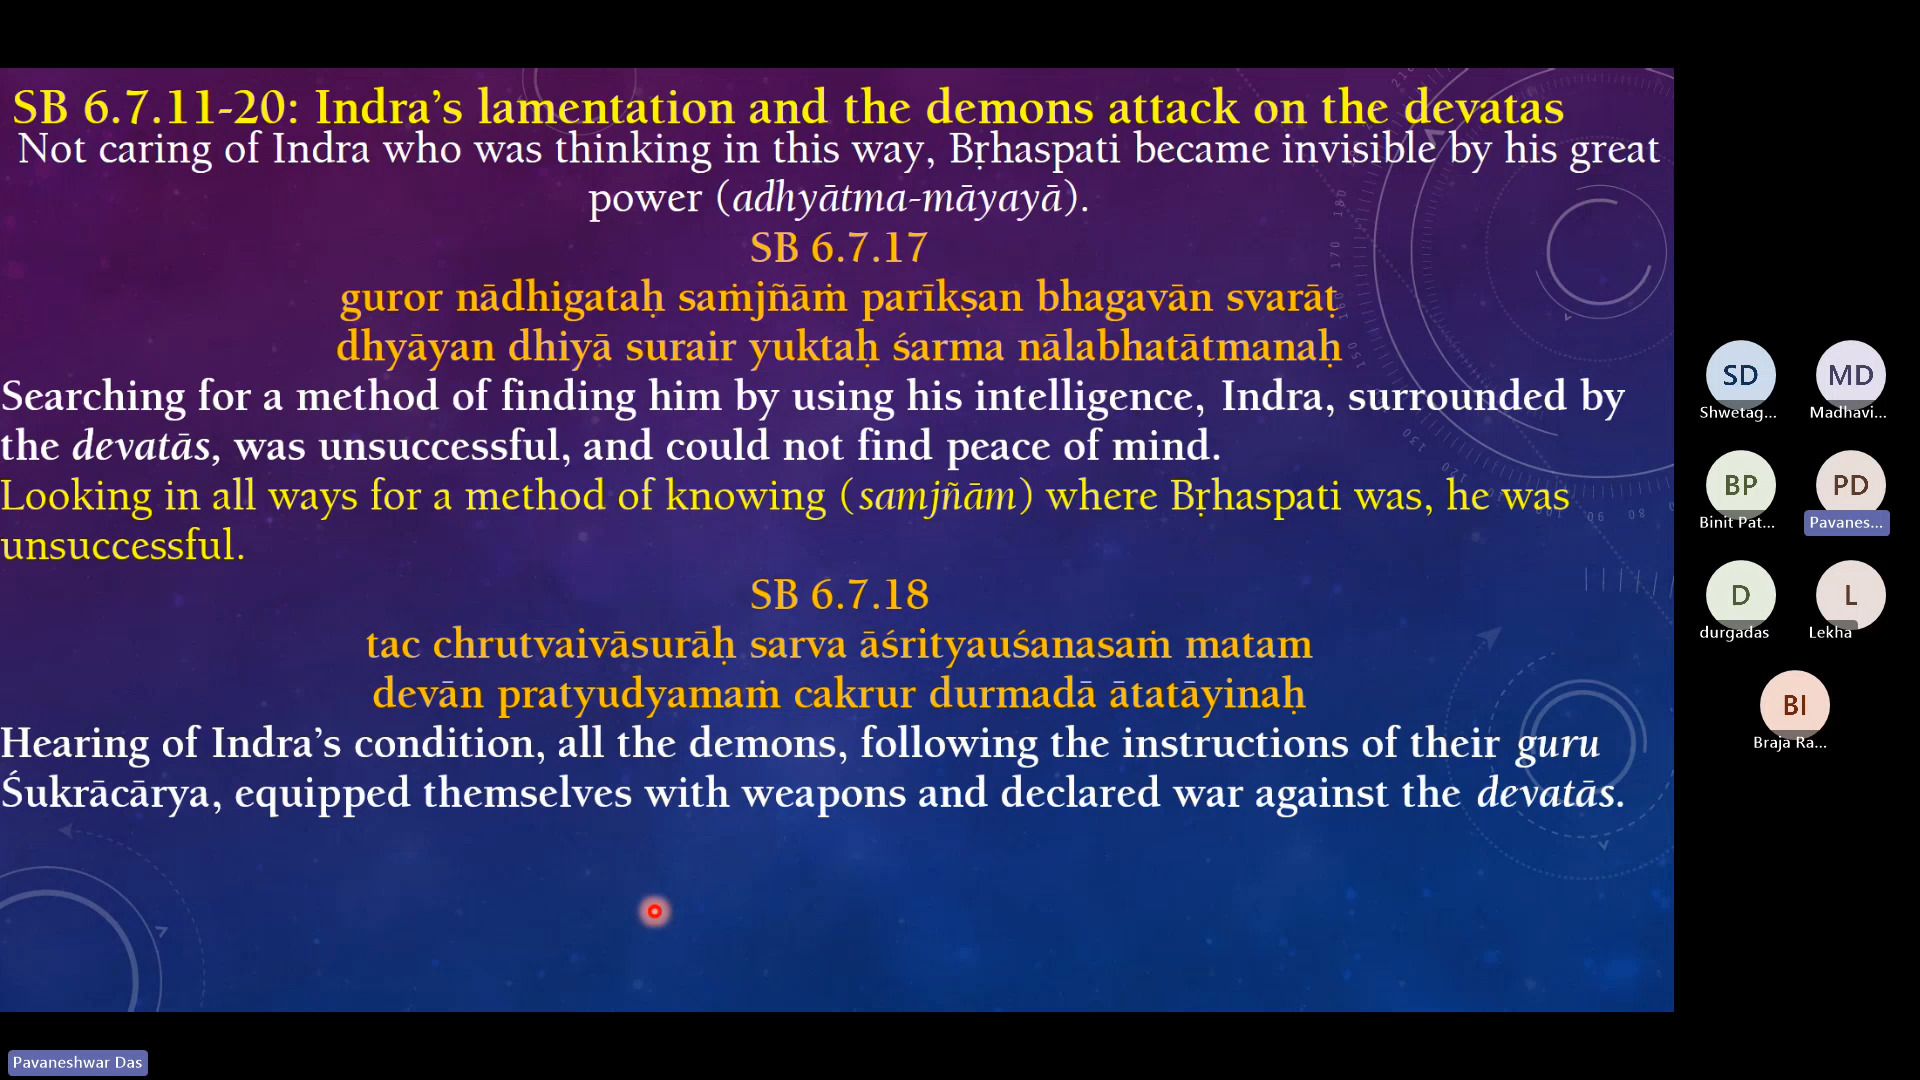 SB 6.7.11-20: Indra’s lamentation and the demons attack on the devatas
Not caring of Indra who was thinking in this way, Bṛhaspati became invisible by his great
power (adhyātma-māyayā).
SB 6.7.17
guror nādhigataḥ saṁjñāṁ parīkṣan bhagavān svarāṭ
dhyāyan dhiyā surair yuktaḥ śarma nālabhatātmanaḥ
Searching for a method of finding him by using his intelligence, Indra, surrounded by
the devatās, was unsuccessful, and could not find peace of mind.
Looking in all ways for a method of knowing (samjñām) where Bṛhaspati was, he was
unsuccessful.
SB 6.7.18
tac chrutvaivāsurāḥ sarva āśrityauśanasaṁ matam
devān pratyudyamaṁ cakrur durmadā ātatāyinaḥ
Hearing of Indra’s condition, all the demons, following the instructions of their guru
Śukrācārya, equipped themselves with weapons and declared war against the devatās.
SD
Shwetag...
MD
Madhavi...
BP
Binit Pat...
PD
Pavanes...
D
durgadas
L
Lekha
BI
Braja Ra...
Pavaneshwar Das